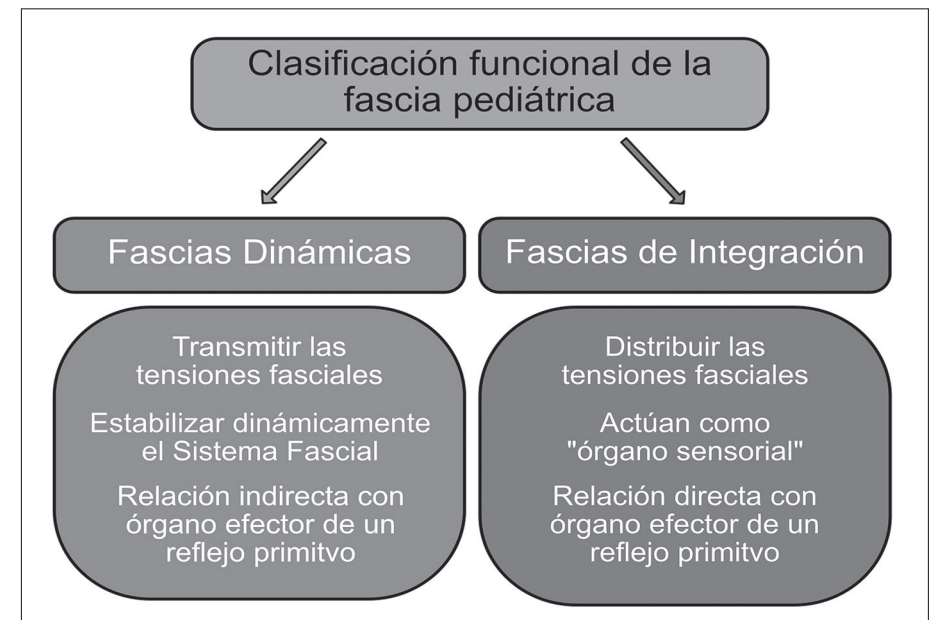 Clasificación funcional de la
fascia pediátrica
Fascias Dinámicas
Fascias de Integración
Transmitir las
tensiones fasciales
Estabilizar dinámicamente
el Sistema Fascial
Relación indirecta con
órgano efector de un
reflejo primitvo
Distribuir las
tensiones fasciales
Actúan como
"órgano sensorial"
Relación directa con
órgano efector de un
reflejo primitvo